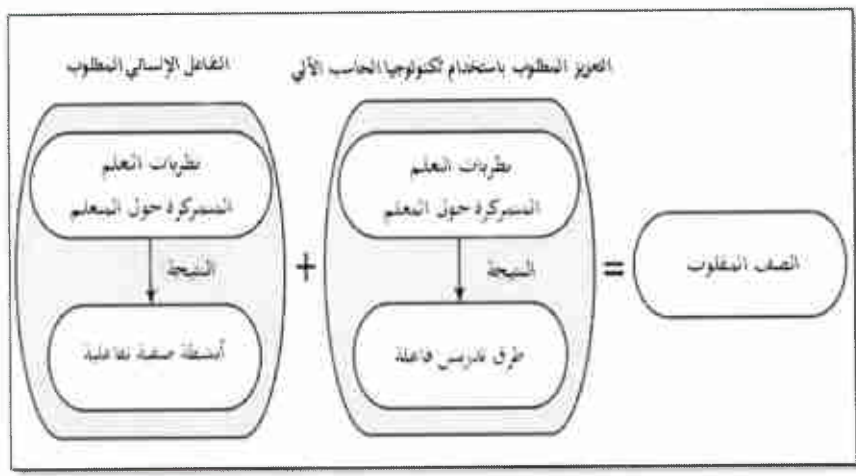 التعزيز المطلوب باستخدام تكنولوجيا الحاسب الآلي
التفاعل الإنساني المطلوب
نظريات التعلم
المتمركزة حول المعلم
النتيجة
طرق تدريس فاعلة
نظريات التعلم
المتمركزة حول المتعلم
النتيجة
أنشطة صفية تفاعلية
+
=
الصف المقلوب